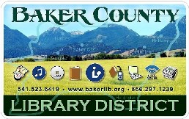 BAKER COUNTY
541.523.6419 • www.bakerlib.org • 866.297.1239
LIBRARY DISTRICT